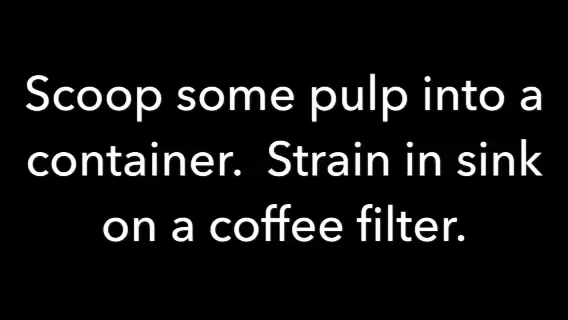 Scoop some pulp into a
container.  Strain in sink
on a coffee filter.